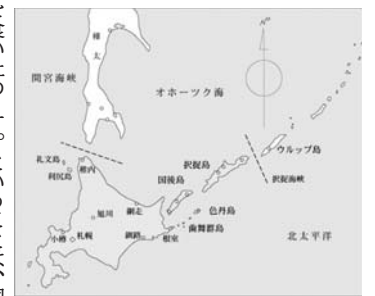 樺太
間宮海峡
オホーツク海
ウルップ島
択捉海峡
択捉島
国後島
色丹島
歯舞群島
礼文島
利尻島
稚内
網走
旭川
小樽
札幌
釧路
根室
北太平洋